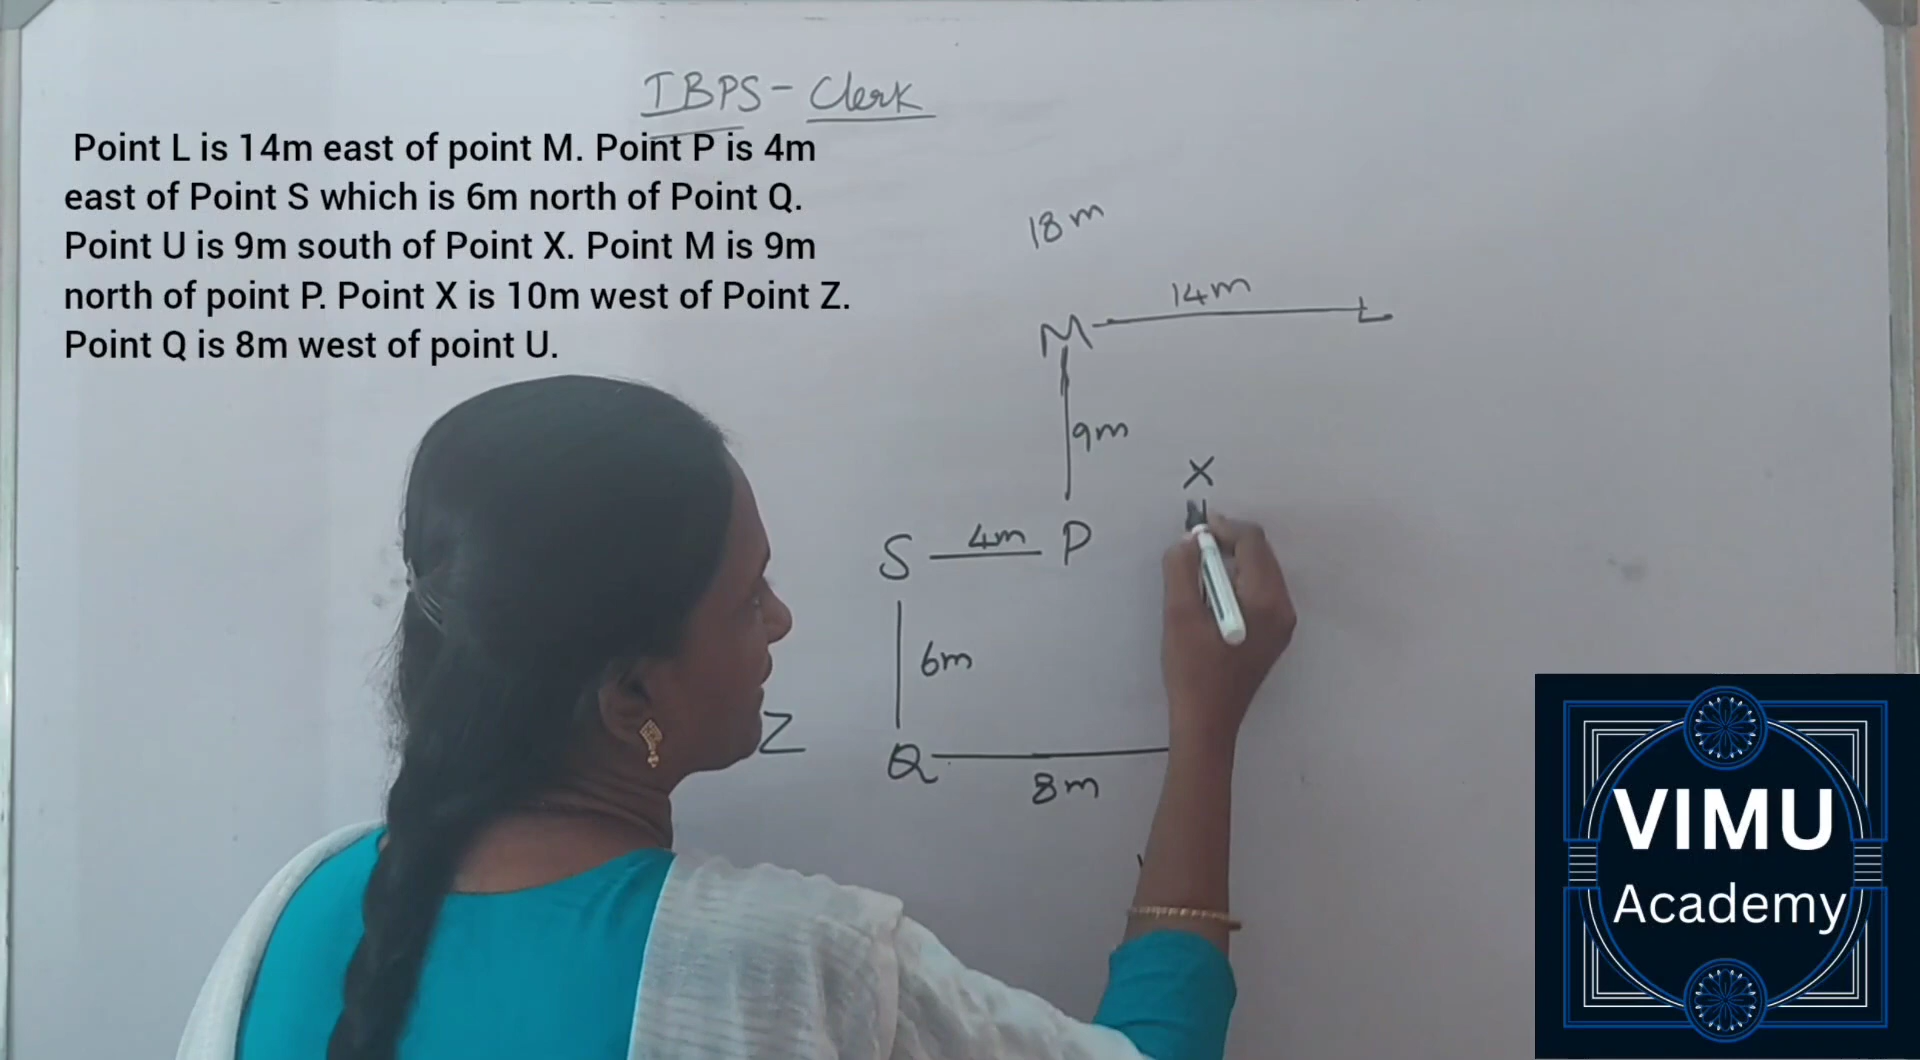 IBPS - Clerk
Point L is 14m east of point M. Point P is 4m
east of Point S which is 6m north of Point Q.
Point U is 9m south of Point X. Point M is 9m
north of point P. Point X is 10m west of Point Z.
Point Q is 8m west of point U.
18m
14m
M
L
9m
X
S
4m
P
6m
Z
Q
8m
VIMU
Academy